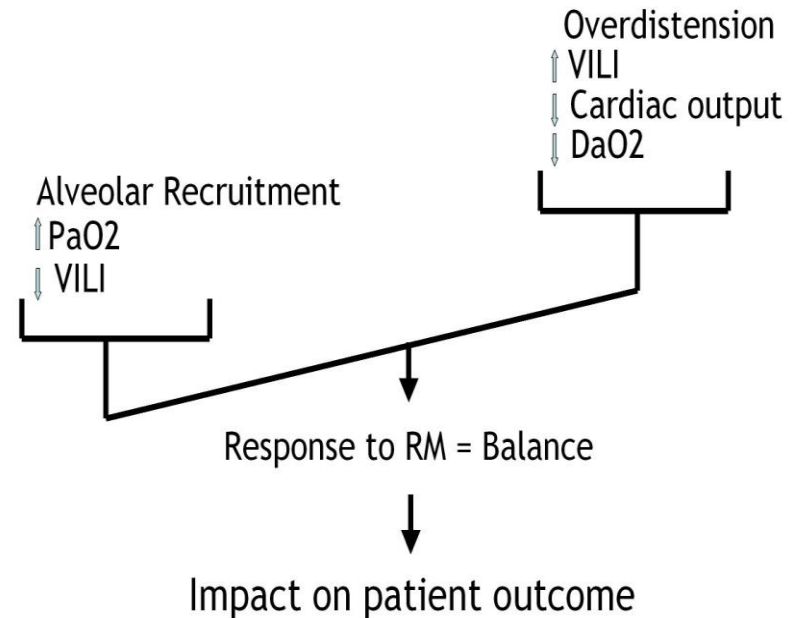 Overdistension
⇑ VILI
⇓ Cardiac output
⇓ DaO2
Alveolar Recruitment
⇑ PaO2
⇓ VILI
Response to RM = Balance
Impact on patient outcome